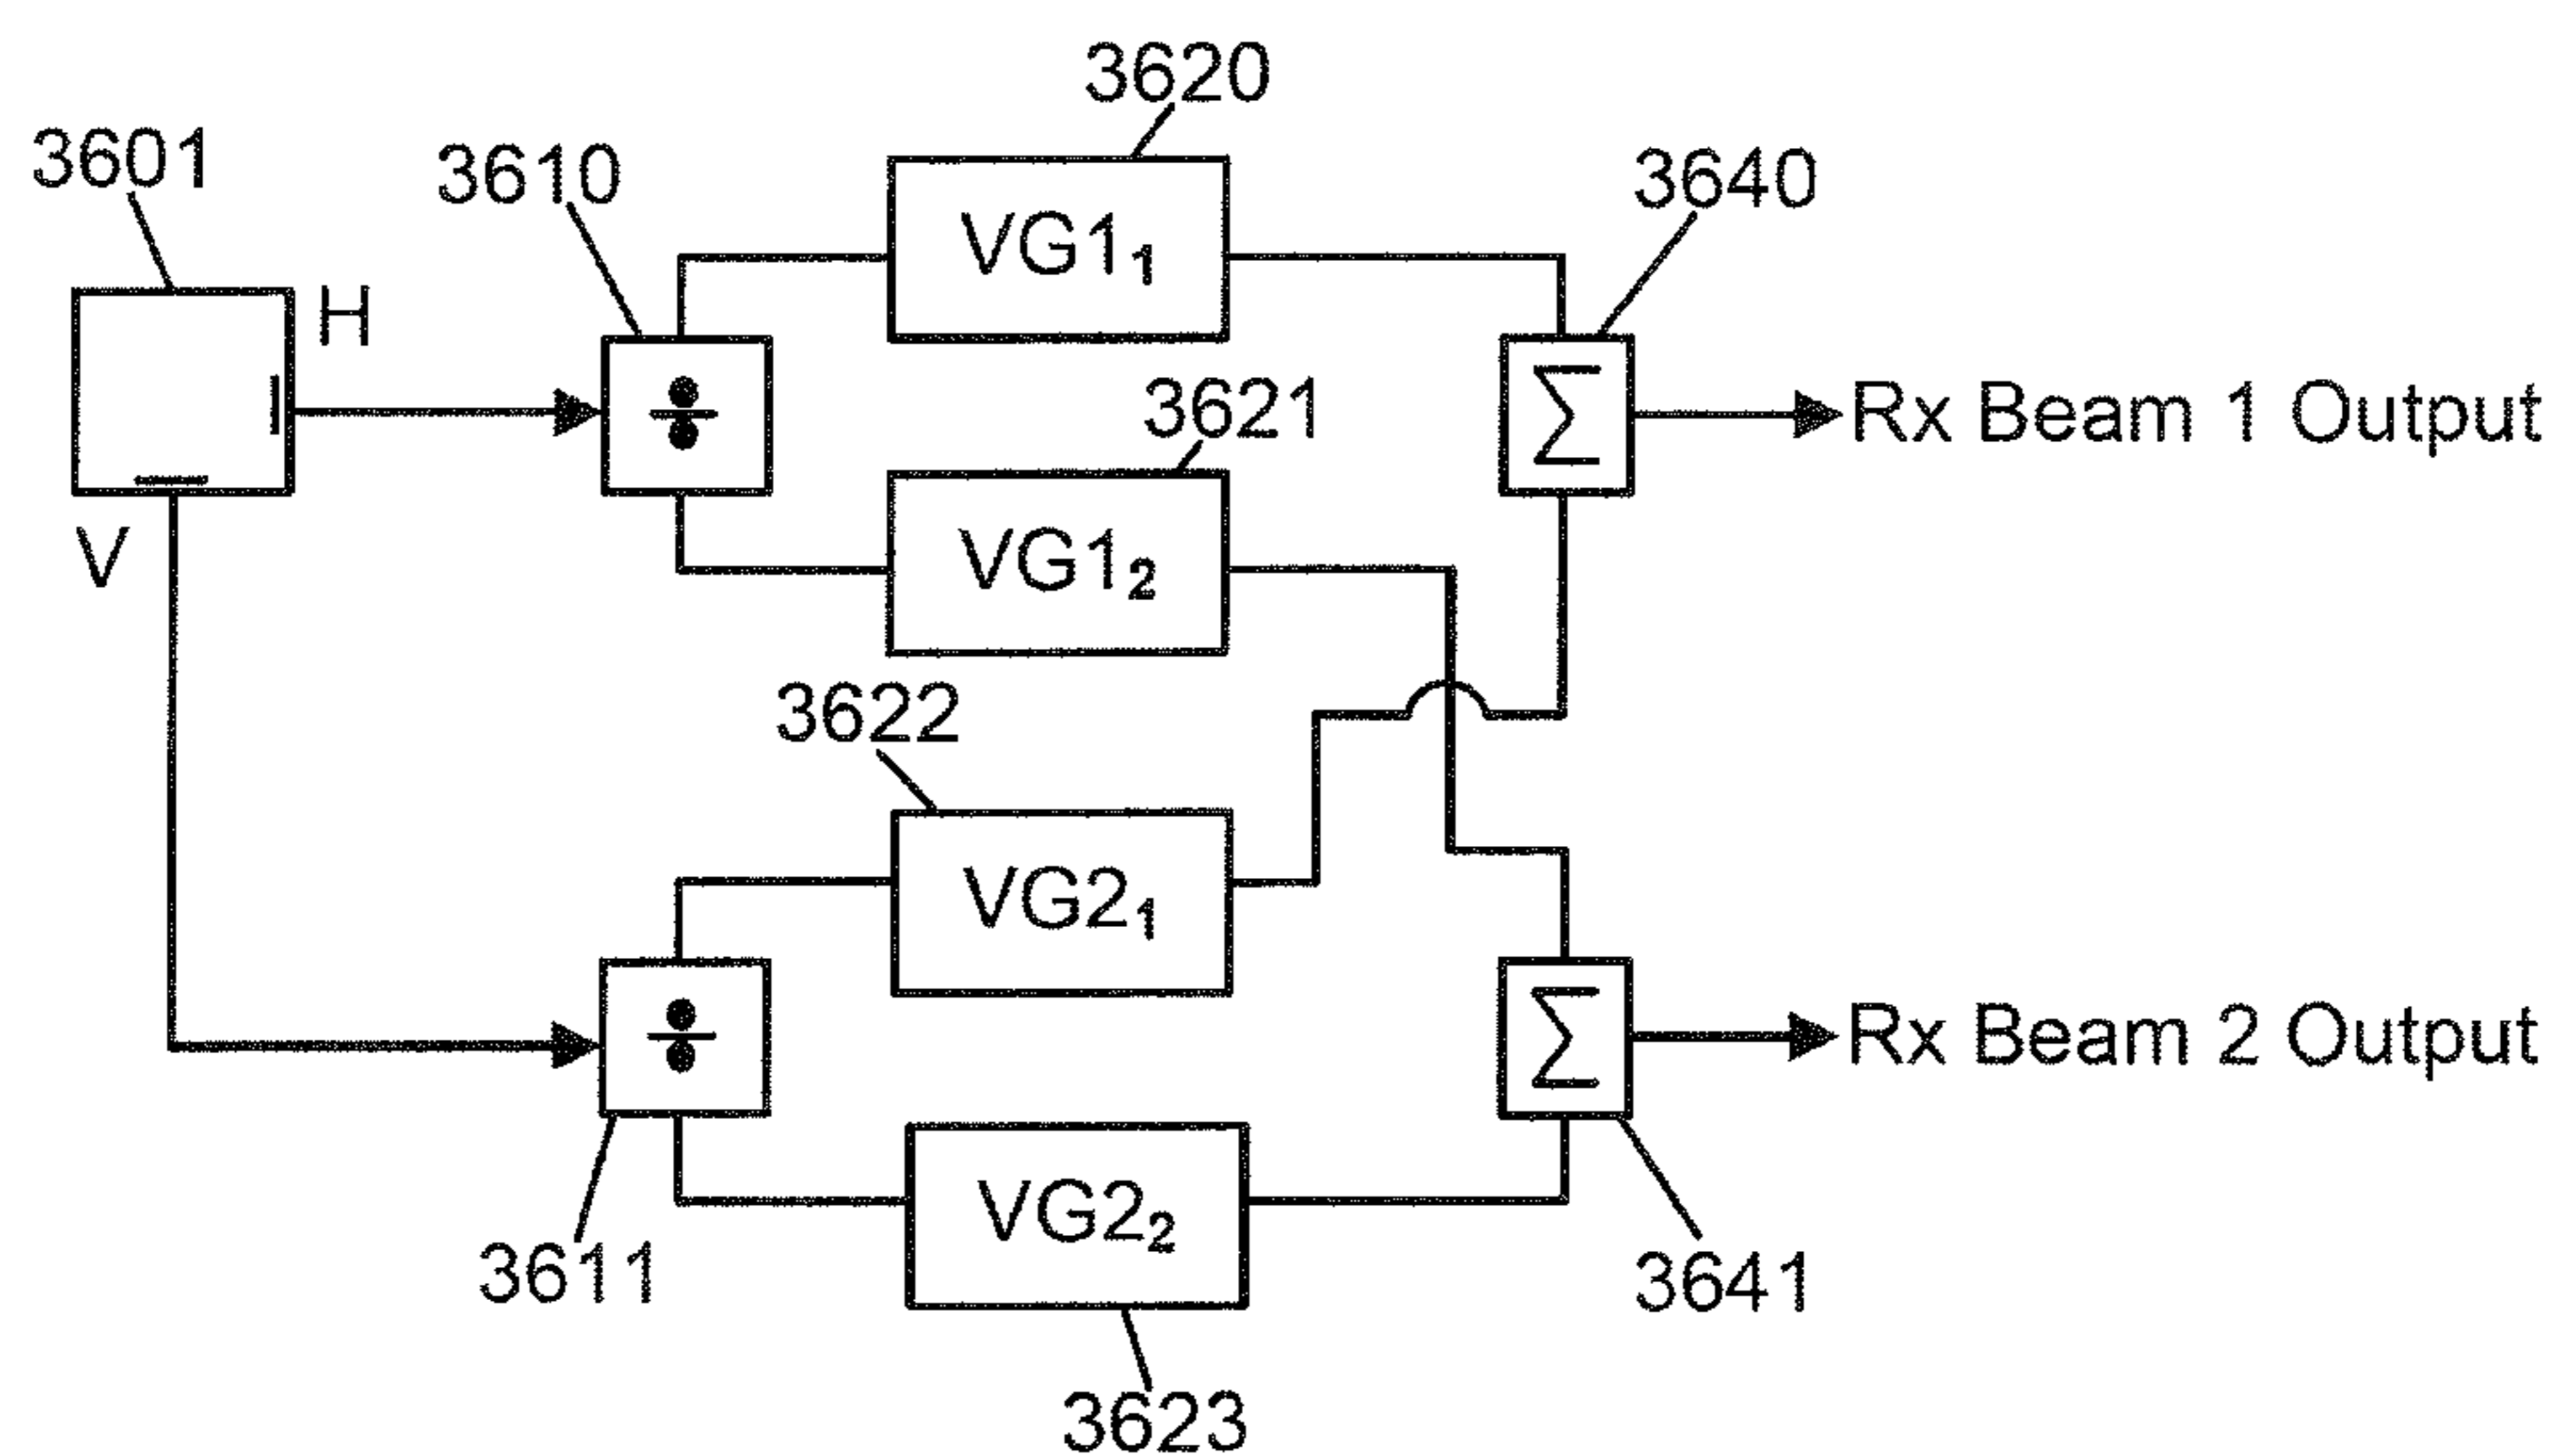 3620
3601
3610
3640
VG1₁
H
3621
÷
∑
Rx Beam 1 Output
VG1₂
V
3622
VG2₁
÷
∑
Rx Beam 2 Output
VG2₂
3611
3641
3623